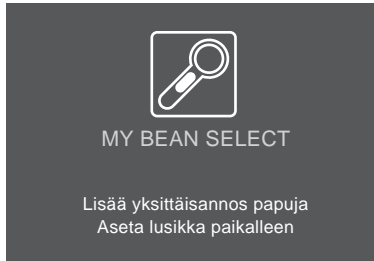 MY BEAN SELECT
Lisää yksittäisannos papuja
Aseta lusikka paikalleen